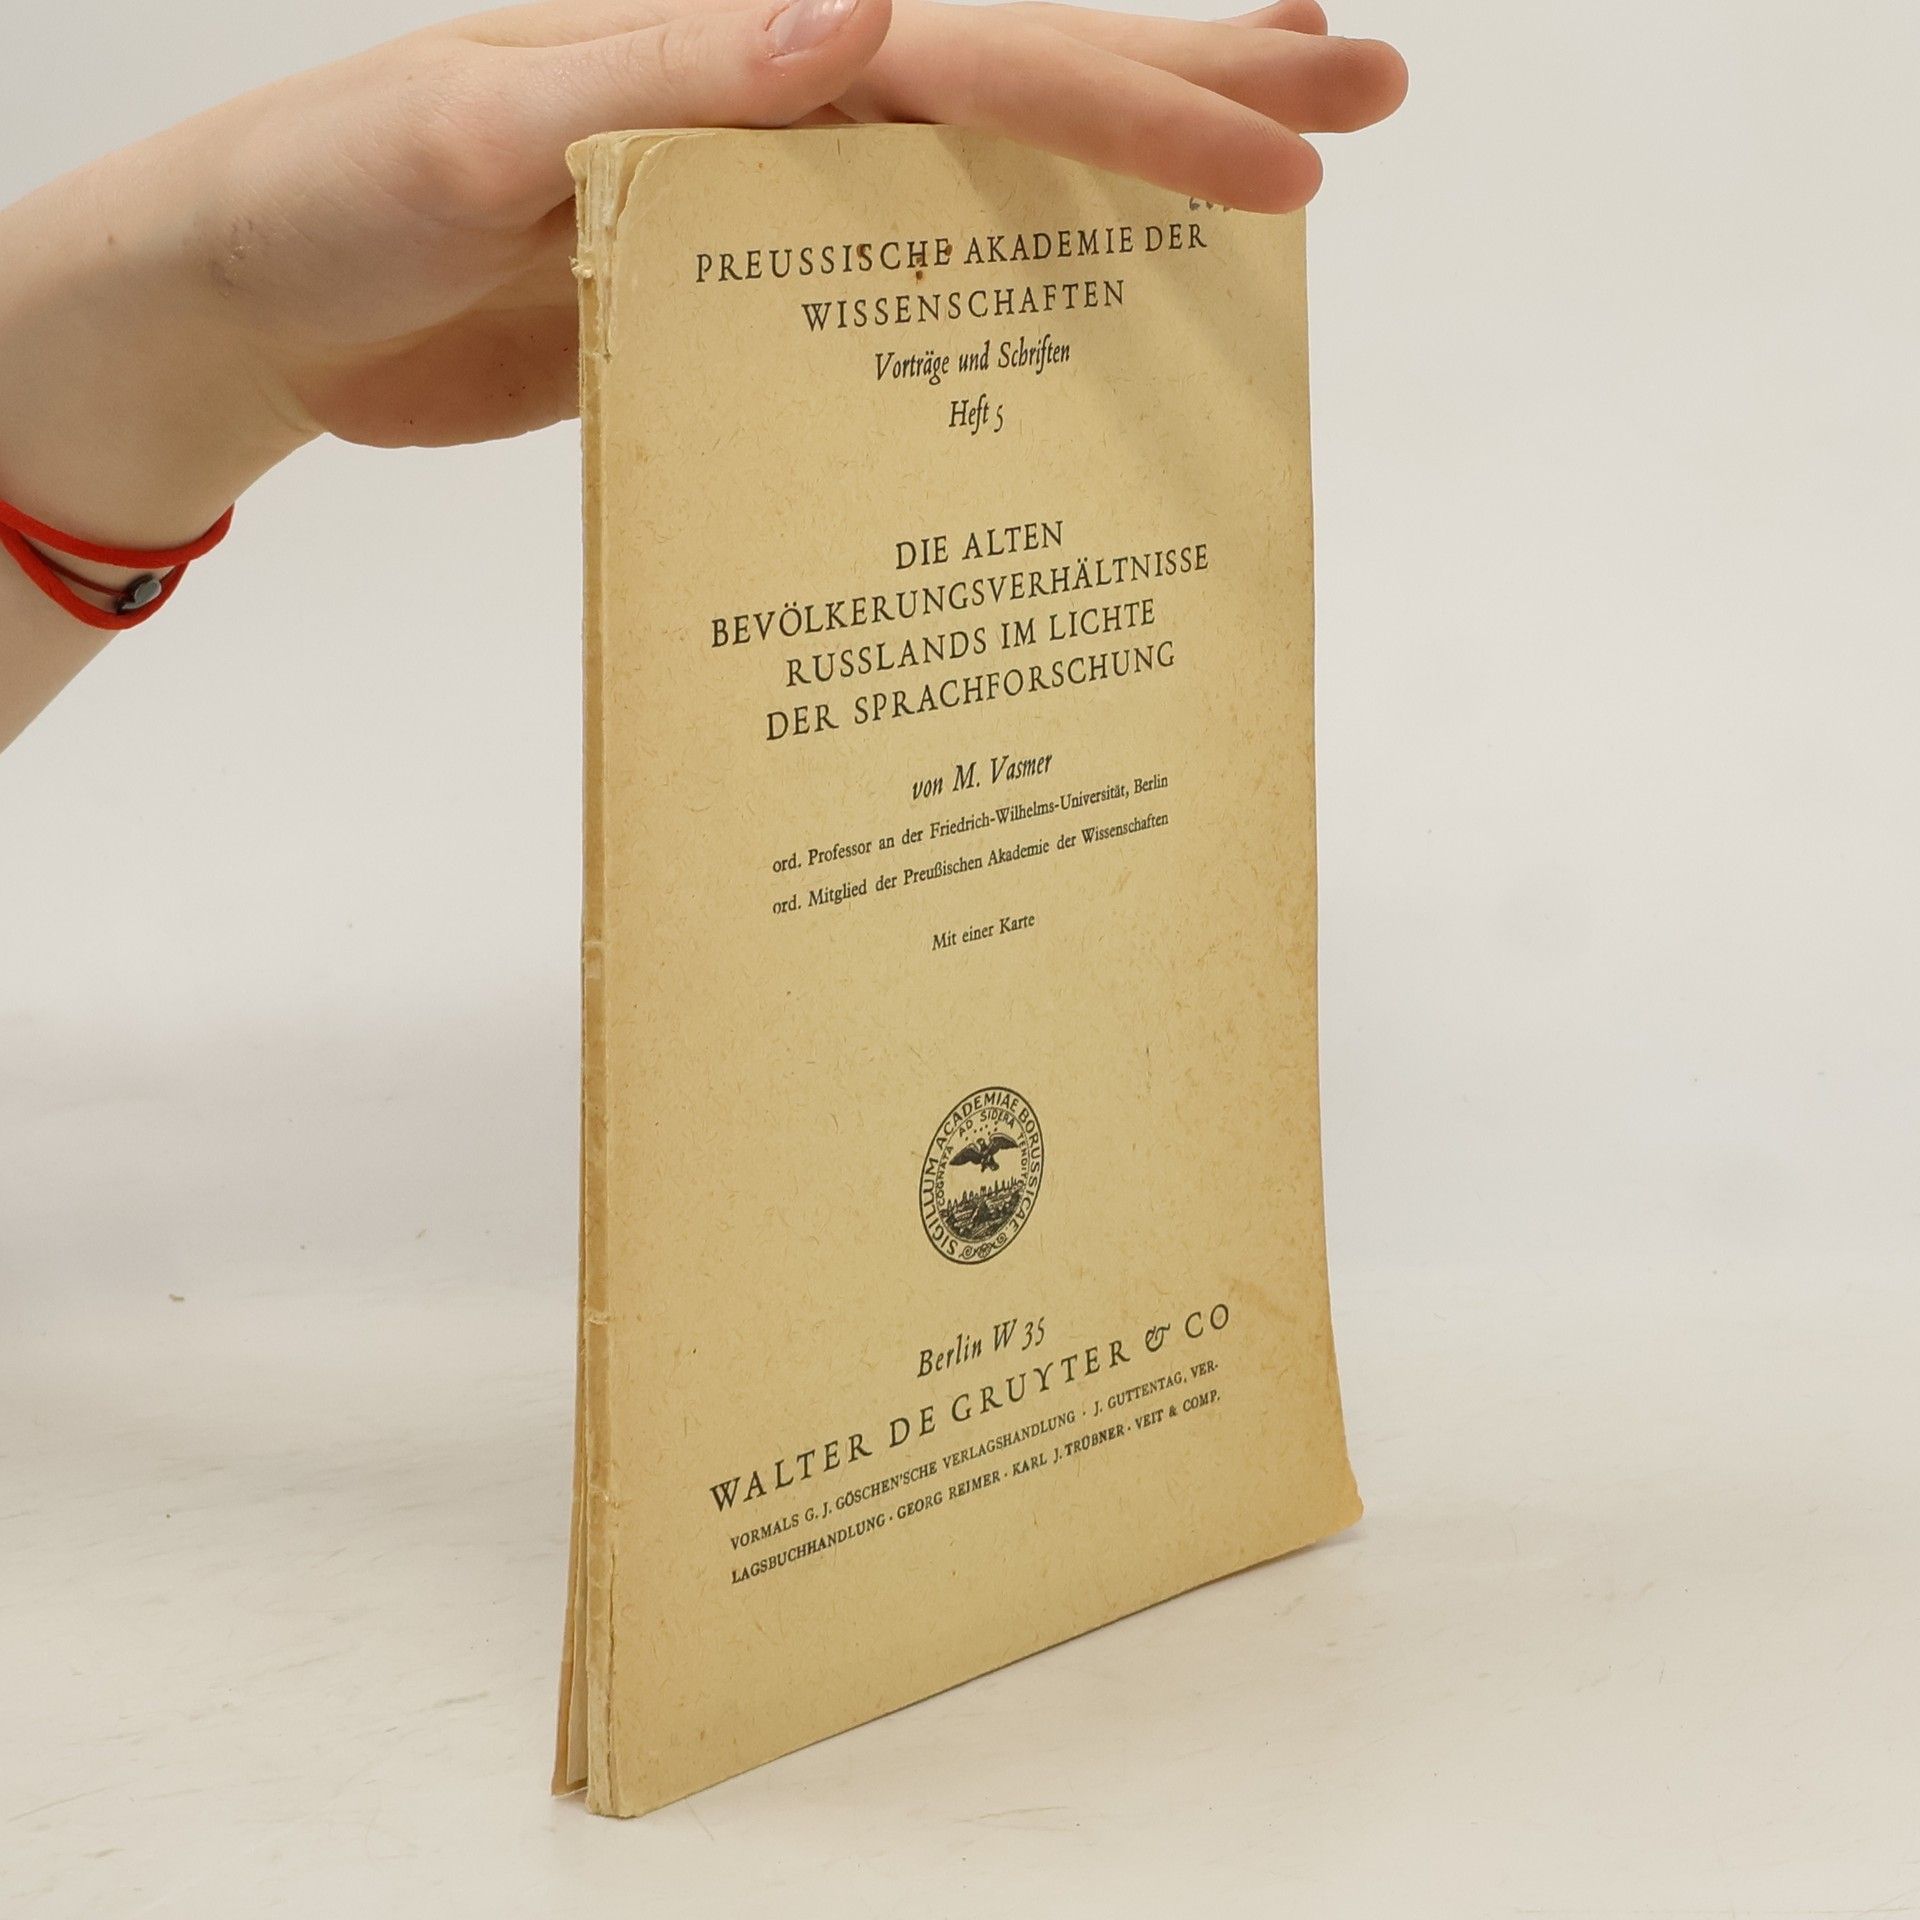 PREUSSISCHE AKADEMIE DER
WISSENSCHAFTEN
Vorträge und Schriften
Heft 5
DIE ALTEN
BEVÖLKERUNGSVERHÄLTNISSE
RUSSLANDS IM LICHTE
DER SPRACHFORSCHUNG
von M. Vasmer
ord. Professor an der Friedrich-Wilhelms-Universität, Berlin
ord. Mitglied der Preußischen Akademie der Wissenschaften
Mit einer Karte
SIGILLUM ACADEMIAE BORUSSICAE
COGNATA AD SIDERA TENDIT
Berlin W 35
WALTER DE GRUYTER & CO
VORMALS G. J. GÖSCHEN'SCHE VERLAGSHANDLUNG · J. GUTTENTAG, VER-
LAGSBUCHHANDLUNG · GEORG REIMER · KARL J. TRÜBNER · VEIT & COMP.